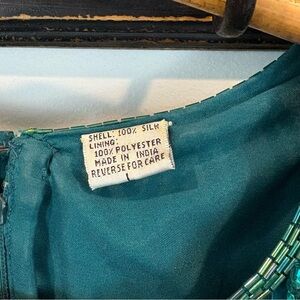 SHELL: 100% SILK
LINING:
100% POLYESTER
MADE IN INDIA
REVERSE FOR CARE
L